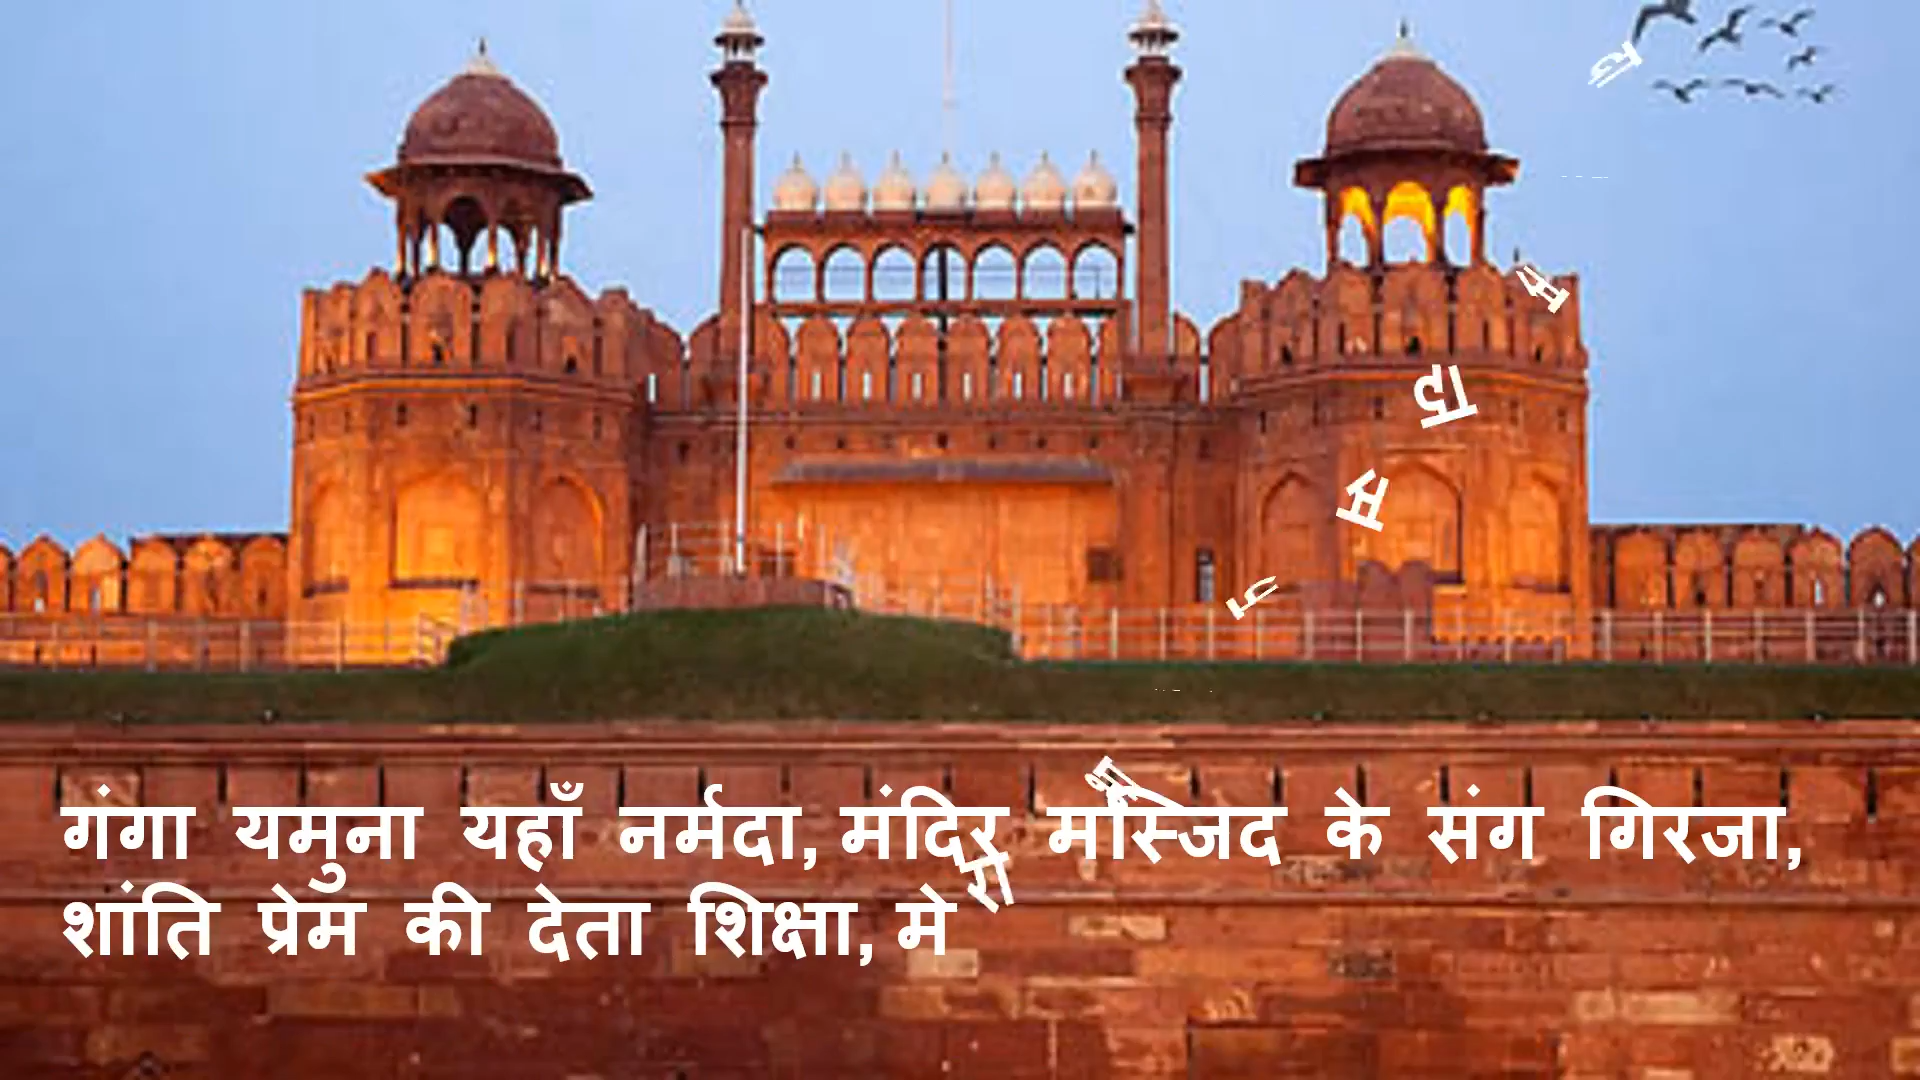 गंगा यमुना यहाँ नर्मदा, मंदिर मस्जिद के संग गिरजा,
शांति प्रेम की देता शिक्षा, मेरा